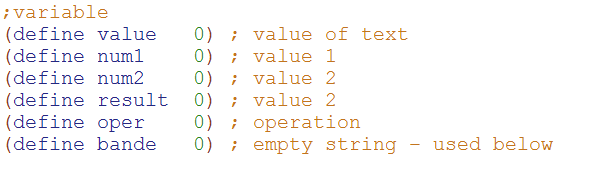 ;variable
(define value   0) ; value of text
(define num1    0) ; value 1
(define num2    0) ; value 2
(define result  0) ; value 2
(define oper    0) ; operation
(define bande   0) ; empty string – used below